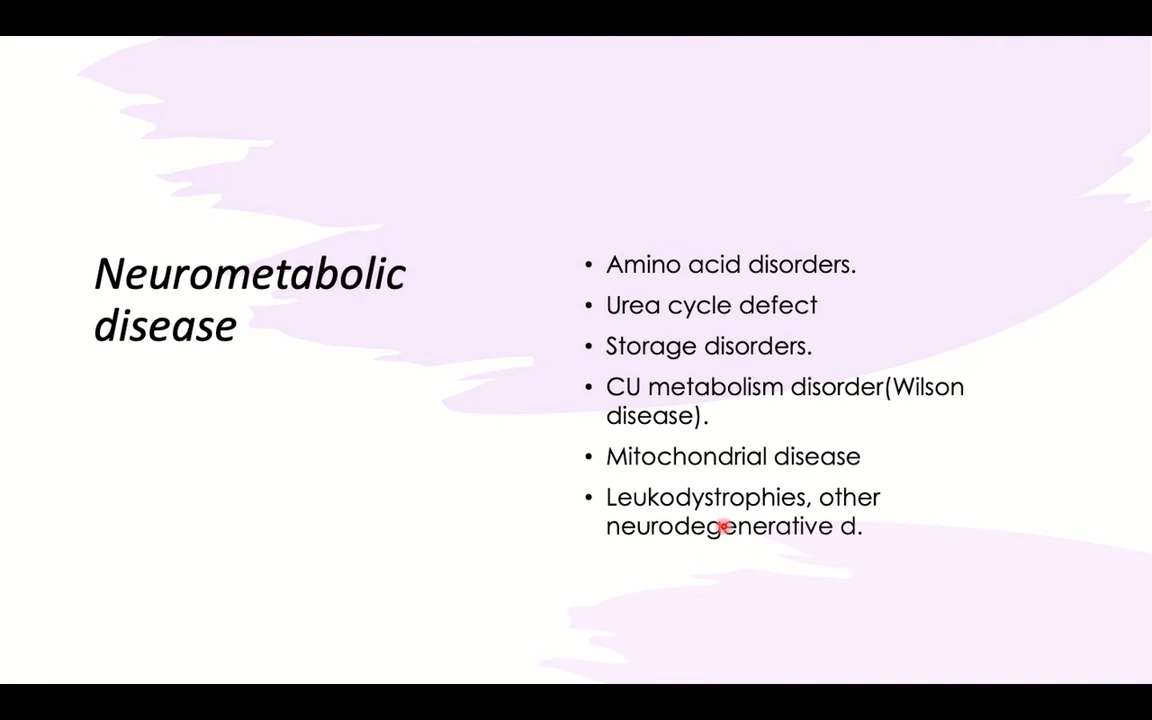 Neurometabolic
disease
• Amino acid disorders.
• Urea cycle defect
• Storage disorders.
• CU metabolism disorder(Wilson
disease).
• Mitochondrial disease
• Leukodystrophies, other
neurodegenerative d.